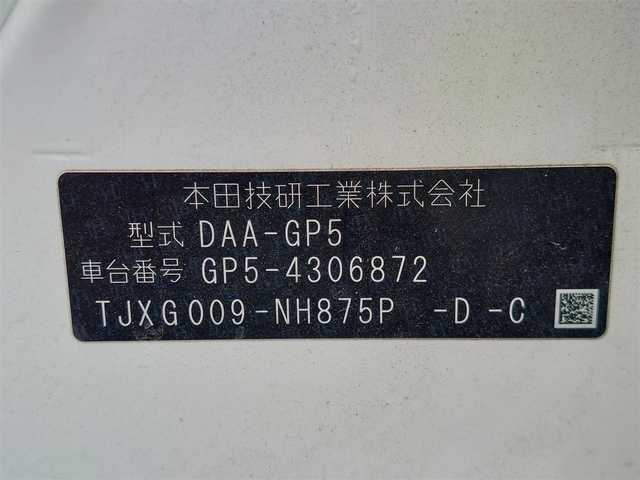 本田技研工業株式会社
型式 DAA-GP5
車台番号 GP5-4306872
TJXG009-NH875P -D -C